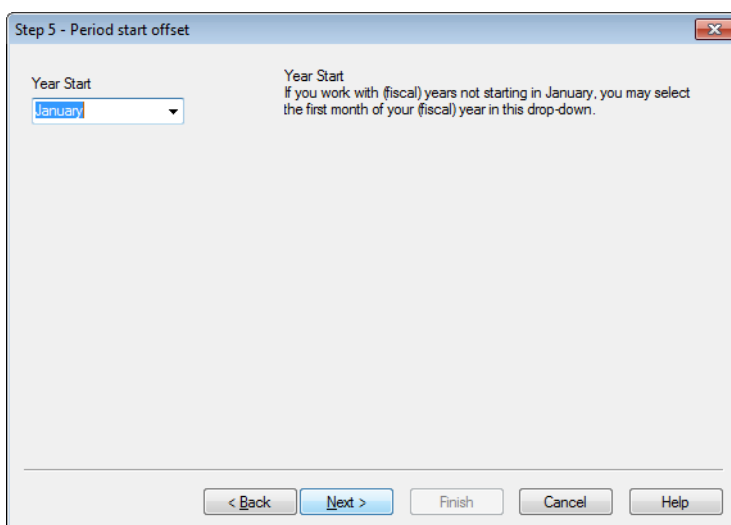 Step 5 - Period start offset
Year Start
January
Year Start
If you work with (fiscal) years not starting in January, you may select
the first month of your (fiscal) year in this drop-down.
< Back
Next >
Finish
Cancel
Help